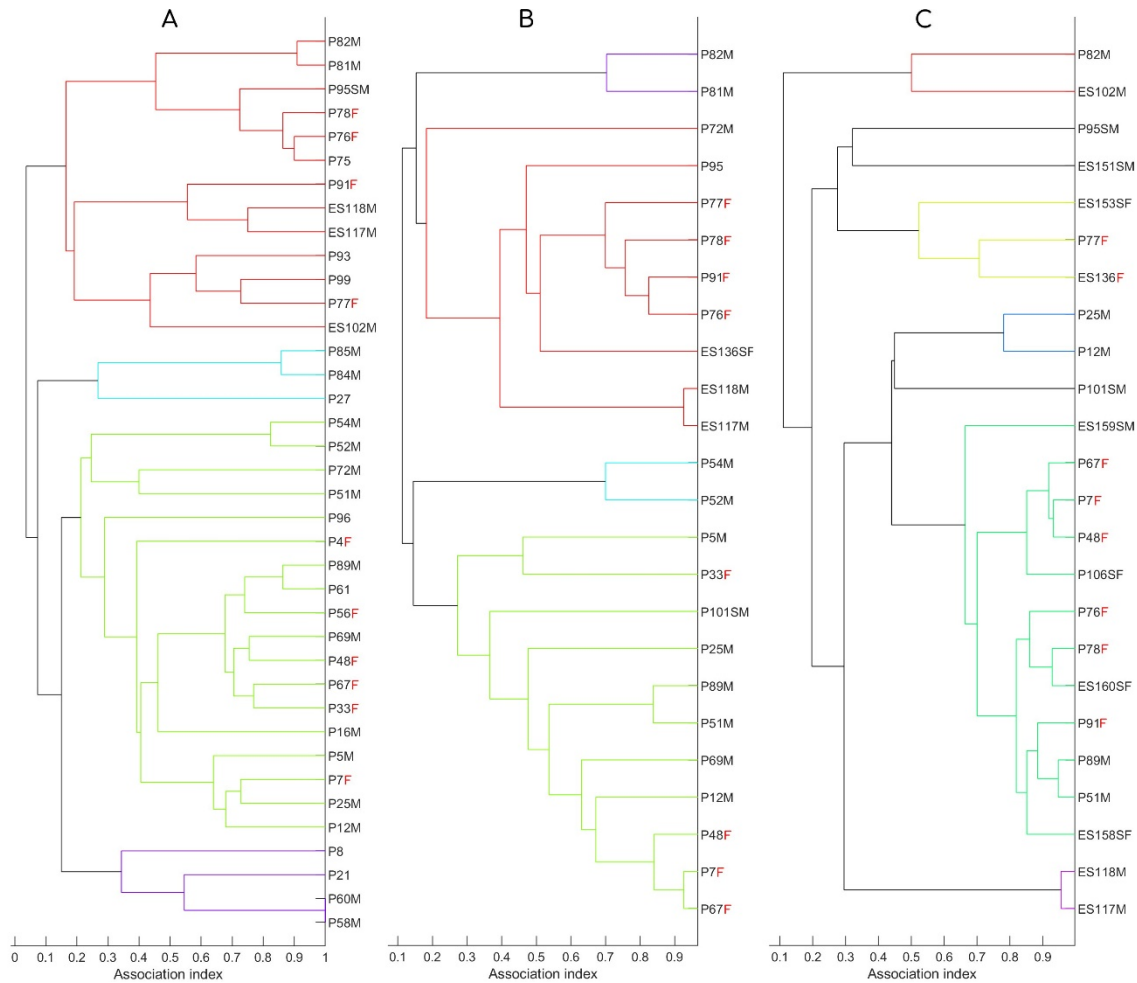 A
P82M
P81M
P95SM
P78F
P76F
P75
P91F
ES118M
ES117M
P93
P99
P77F
ES102M
P85M
P84M
P27
P54M
P52M
P72M
P51M
P96
P4F
P89M
P61
P56F
P69M
P48F
P67F
P33F
P16M
P5M
P7F
P25M
P12M
P8
P21
P60M
P58M
0 0.1 0.2 0.3 0.4 0.5 0.6 0.7 0.8 0.9 1
Association index
B
P82M
P81M
P72M
P95
P77F
P78F
P91F
P76F
ES136SF
ES118M
ES117M
P54M
P52M
P5M
P33F
P101SM
P25M
P89M
P51M
P69M
P12M
P48F
P7F
P67F
0.1 0.2 0.3 0.4 0.5 0.6 0.7 0.8 0.9
Association index
C
P82M
ES102M
P95SM
ES151SM
ES153SF
P77F
ES136F
P25M
P12M
P101SM
ES159SM
P67F
P7F
P48F
P106SF
P76F
P78F
ES160SF
P91F
P89M
P51M
ES158SF
ES118M
ES117M
0.1 0.2 0.3 0.4 0.5 0.6 0.7 0.8 0.9
Association index